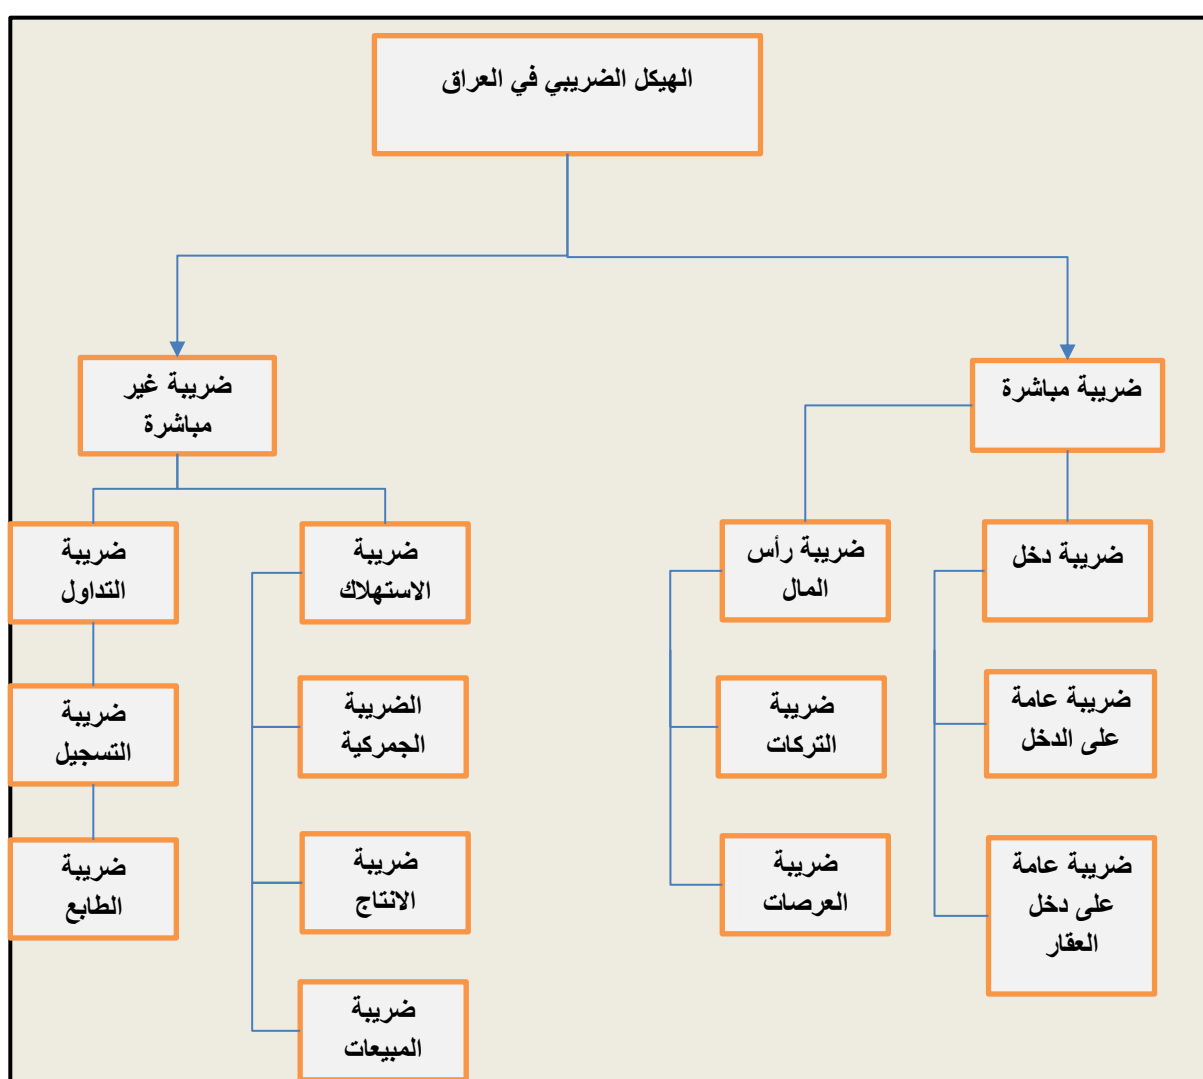 الهيكل الضريبي في العراق
ضريبة مباشرة
ضريبة غير
مباشرة
ضريبة دخل
ضريبة رأس
المال
ضريبة
الاستهلاك
ضريبة
التداول
ضريبة عامة
على الدخل
ضريبة
التركات
الضريبة
الجمركية
ضريبة
التسجيل
ضريبة عامة
على دخل
العقار
ضريبة
العرصات
ضريبة
الانتاج
ضريبة
الطابع
ضريبة
المبيعات